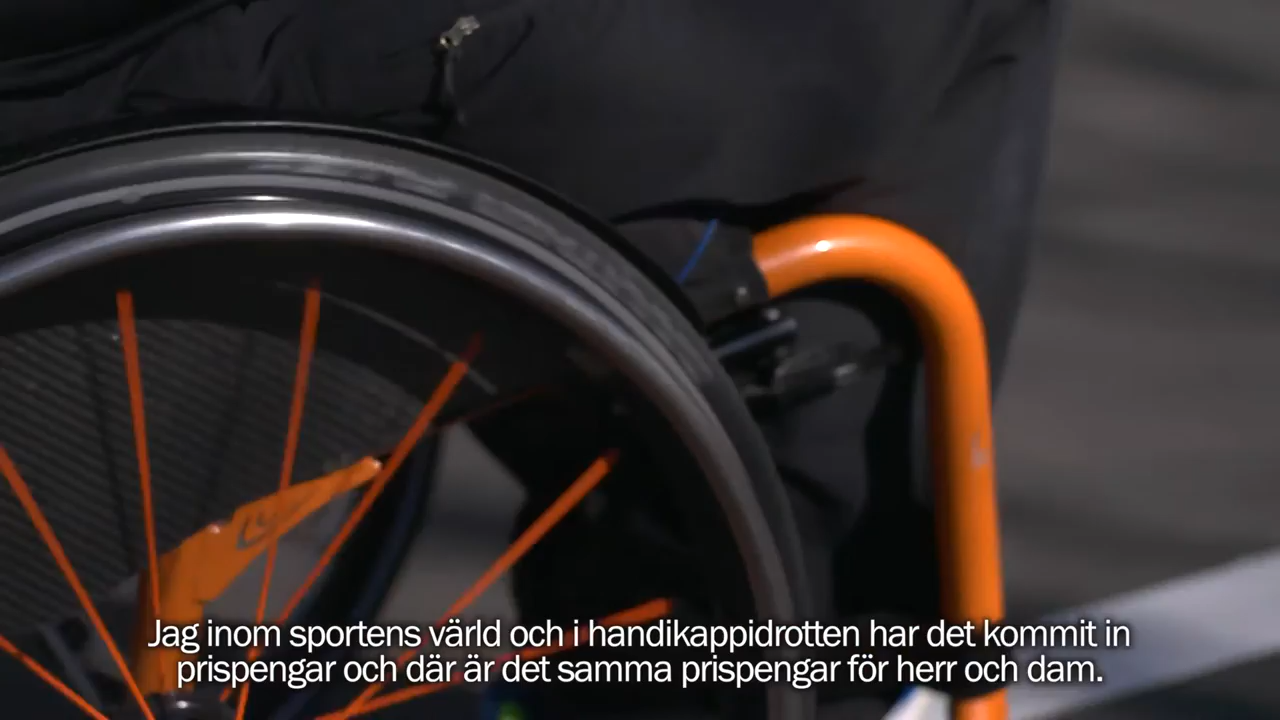 Jag inom sportens värld och i handikappidrotten har det kommit in
prispengar och där är det samma prispengar för herr och dam.